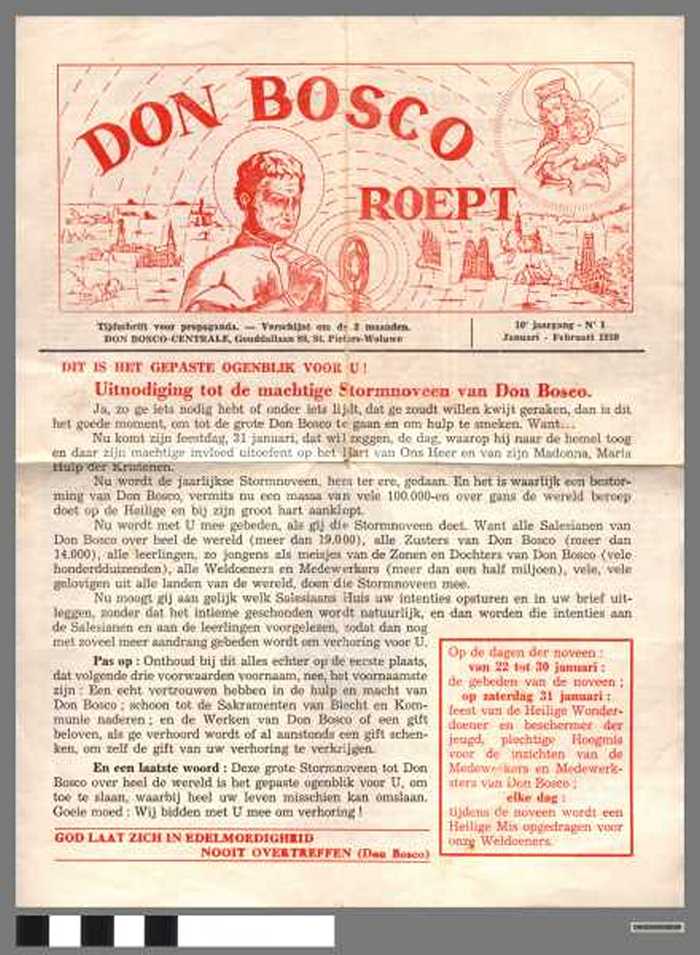 DON BOSCO
ROEPT
Tijdschrift voor propaganda. — Verschijnt om de 2 maanden.
DON BOSCO-CENTRALE, Guudallaan 88, St. Pieters-Woluwe
10e jaargang - N° 1
Januari - Februari
DIT IS HET GEPASTE OGENBLIK VOOR U !
Uitnodiging tot de machtige Stormnoveen van Don Bosco.
Ja, zo ge iets nodig hebt of onder iets lijdt, dat ge zoudt willen kwijt geraken, dan is dit
het goede moment, om tot de grote Don Bosco te gaan en om hulp te smeken. Want...
Nu komt zijn feestdag, 31 januari, dat wil zeggen, de dag, waarop hij naar de hemel toog
en daar zijn machtige invloed uitoefent op het Hart van Ons Heer en van zijn Madonna, Maria
Hulp der Kristenen.
Nu wordt de jaarlijkse Stormnoveen, hem ter ere, gedaan. En het is waarlijk een bestor-
ming van Don Bosco, vermits nu een massa van vele 100.000-en over gans de wereld beroep
doet op de Heilige en bij zijn groot hart aanklopt.
Nu wordt met U mee gebeden, als gij die Stormnoveen doet. Want alle Salesianen van
Don Bosco over heel de wereld (meer dan 19.000), alle Zusters van Don Bosco (meer dan
14.000), alle leerlingen, zo jongens als meisjes van de Zonen en Dochters van Don Bosco (vele
honderdduizenden), alle Weldoeners en Medewerkers (meer dan een half miljoen), vele, vele
gelovigen uit alle landen van de wereld, doen die Stormnoveen mee.
Nu moogt gij aan gelijk welk Salesiaans Huis uw intenties opsturen en in uw brief uit-
leggen, zonder dat het intieme geschonden wordt natuurlijk, en dan worden die intenties aan
de Salesianen en aan de leerlingen voorgelezen, zodat dan nog
met zoveel meer aandrang gebeden wordt om verhoring voor U.
Pas op : Onthoud bij dit alles echter op de eerste plaats,
dat volgende drie voorwaarden voornaam, nee, het voornaamste
zijn : Een echt vertrouwen hebben in de hulp en macht van
Don Bosco ; schoon tot de Sakramenten van Biecht en Kom-
munie naderen ; en de Werken van Don Bosco of een gift
beloven, als ge verhoord wordt of al aanstonds een gift schen-
ken, om zelf de gift van uw verhoring te verkrijgen.
En een laatste woord : Deze grote Stormnoveen tot Don
Bosco over heel de wereld is het gepaste ogenblik voor U, om
toe te slaan, waarbij heel uw leven misschien kan omslaan.
Goeie moed : Wij bidden met U mee om verhoring !
GOD LAAT ZICH IN EDELMOEDIGHEID
NOOIT OVERTREFFEN (Don Bosco)
Op de dagen der noveen :
van 22 tot 30 januari :
de gebeden van de noveen ;
op zaterdag 31 januari :
feest van de Heilige Wonder-
doener en beschermer der
jeugd, plechtige Hoogmis
voor de inzichten van de
Medewerkers en Medewerk-
sters van Don Bosco ;
elke dag :
tijdens de noveen wordt een
Heilige Mis opgedragen voor
onze Weldoeners.